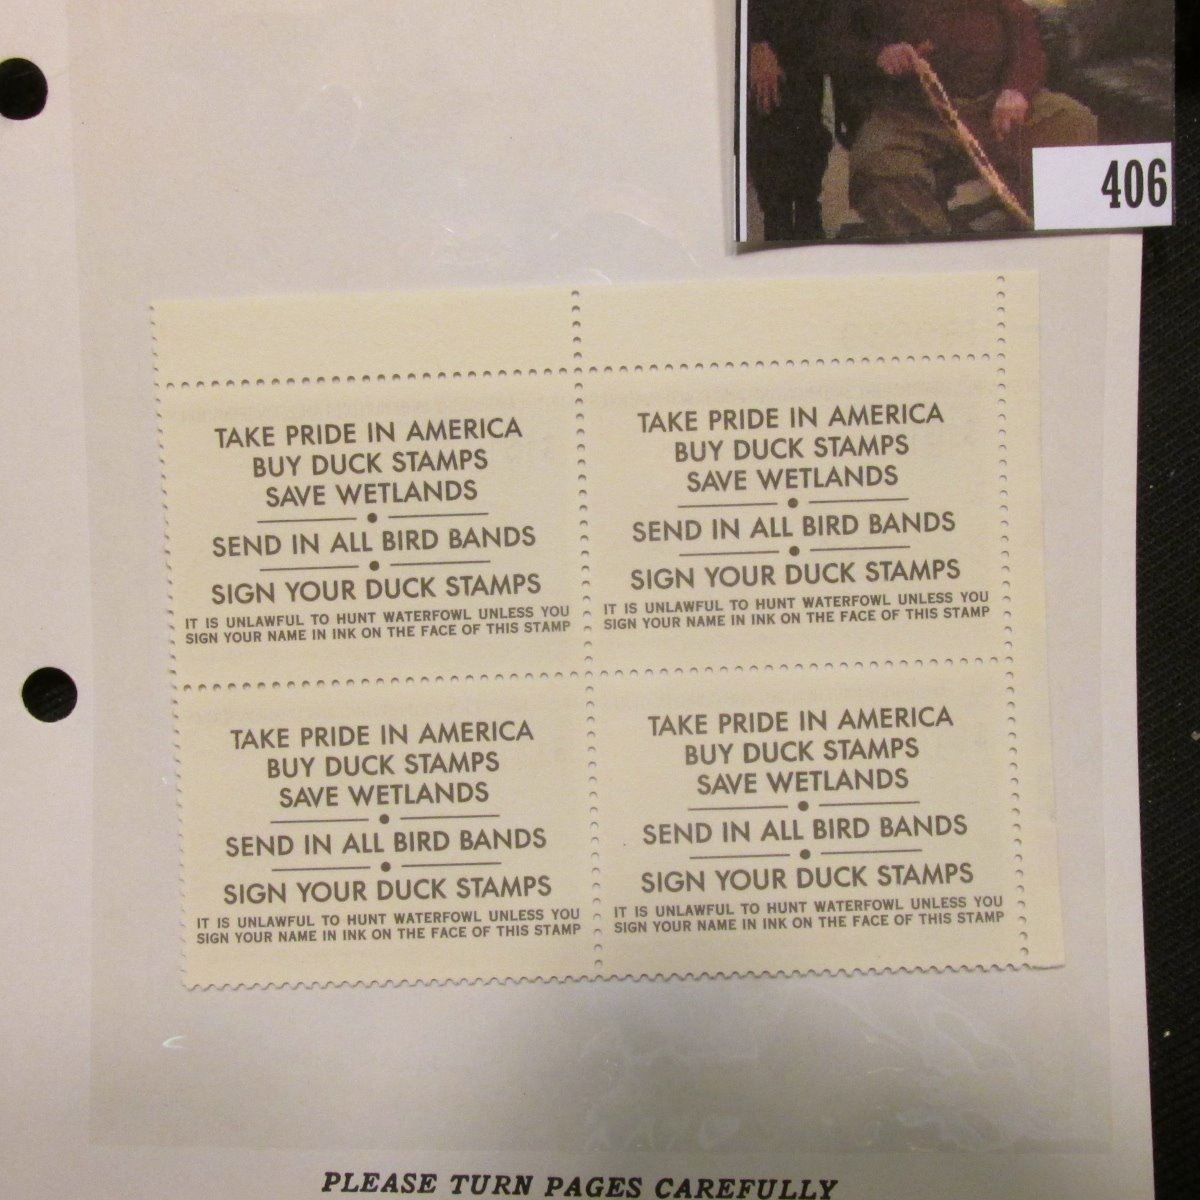 406
TAKE PRIDE IN AMERICA
BUY DUCK STAMPS
SAVE WETLANDS
SEND IN ALL BIRD BANDS
SIGN YOUR DUCK STAMPS
IT IS UNLAWFUL TO HUNT WATERFOWL UNLESS YOU
SIGN YOUR NAME IN INK ON THE FACE OF THIS STAMP
TAKE PRIDE IN AMERICA
BUY DUCK STAMPS
SAVE WETLANDS
SEND IN ALL BIRD BANDS
SIGN YOUR DUCK STAMPS
IT IS UNLAWFUL TO HUNT WATERFOWL UNLESS YOU
SIGN YOUR NAME IN INK ON THE FACE OF THIS STAMP
TAKE PRIDE IN AMERICA
BUY DUCK STAMPS
SAVE WETLANDS
SEND IN ALL BIRD BANDS
SIGN YOUR DUCK STAMPS
IT IS UNLAWFUL TO HUNT WATERFOWL UNLESS YOU
SIGN YOUR NAME IN INK ON THE FACE OF THIS STAMP
TAKE PRIDE IN AMERICA
BUY DUCK STAMPS
SAVE WETLANDS
SEND IN ALL BIRD BANDS
SIGN YOUR DUCK STAMPS
IT IS UNLAWFUL TO HUNT WATERFOWL UNLESS YOU
SIGN YOUR NAME IN INK ON THE FACE OF THIS STAMP
PLEASE TURN PAGES CAREFULLY